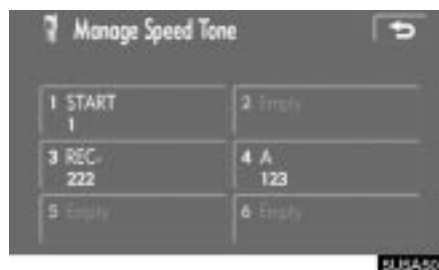 Manage Speed Tone
1 START
1
2 Empty
3 REC-
222
4 A
123
5 Empty
6 Empty